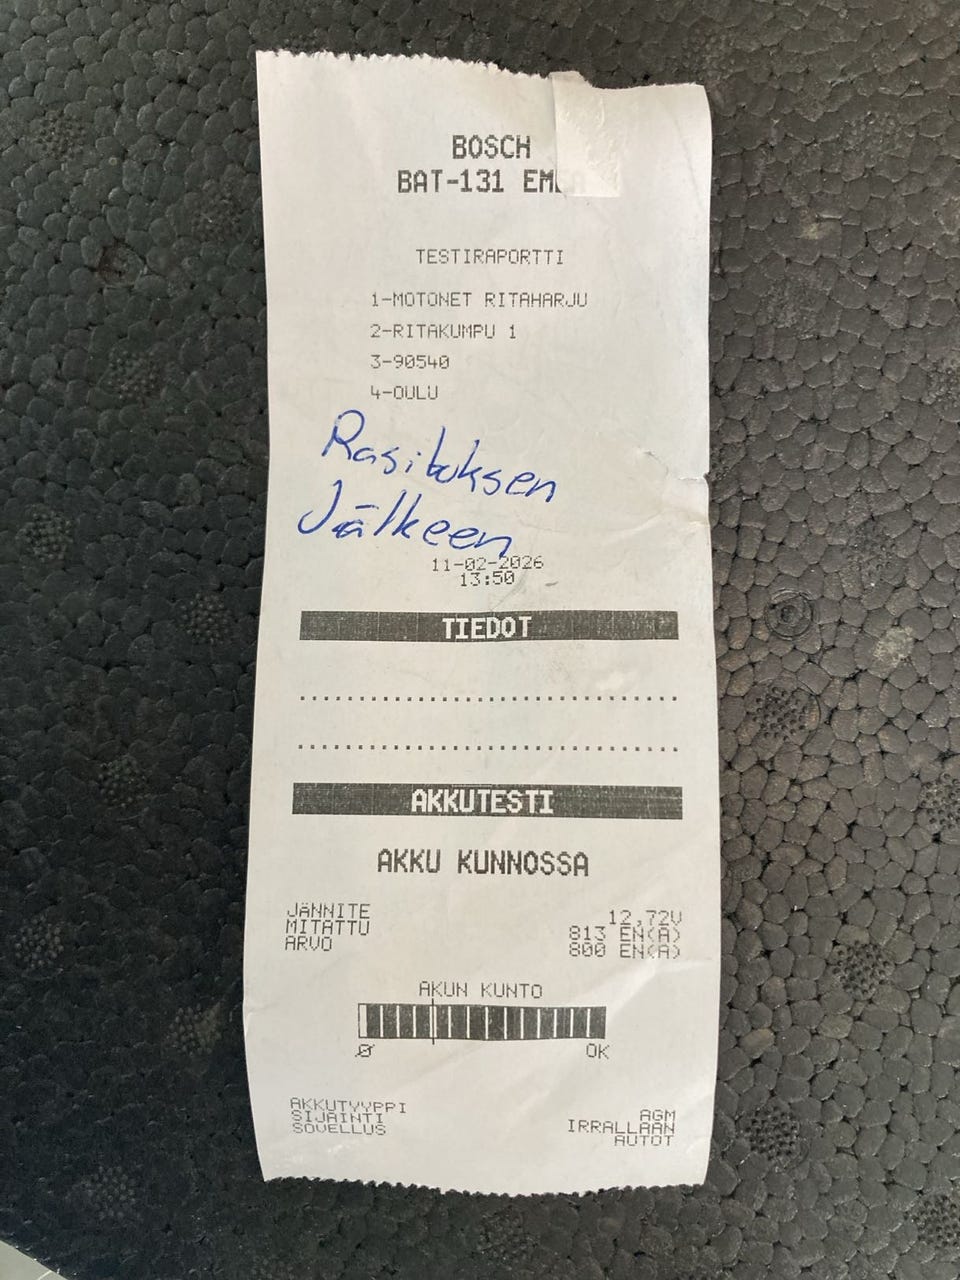 BOSCH
BAT-131 EMEA
TESTIRAPORTTI
1-MOTONET RITAHARJU
2-RITAKUMPU 1
3-90540
4-OULU
Rasituksen
Jälkeen
11-02-2026
13:50
TIEDOT
AKKUTESTI
AKKU KUNNOSSA
JÄNNITE 12,72V
MITATTU 813 EN(A)
ARVO 800 EN(A)
AKUN KUNTO
0 OK
AKKUTYYPPI AGM
SIJAINTI IRRALLAAN
SOVELLUS AUTOT